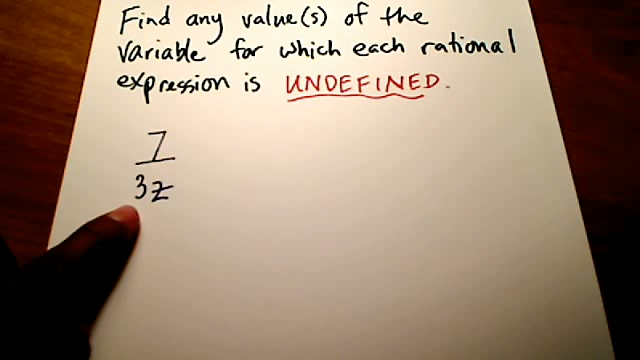 Find any value(s) of the
variable for which each rational
expression is UNDEFINED.
7
3z